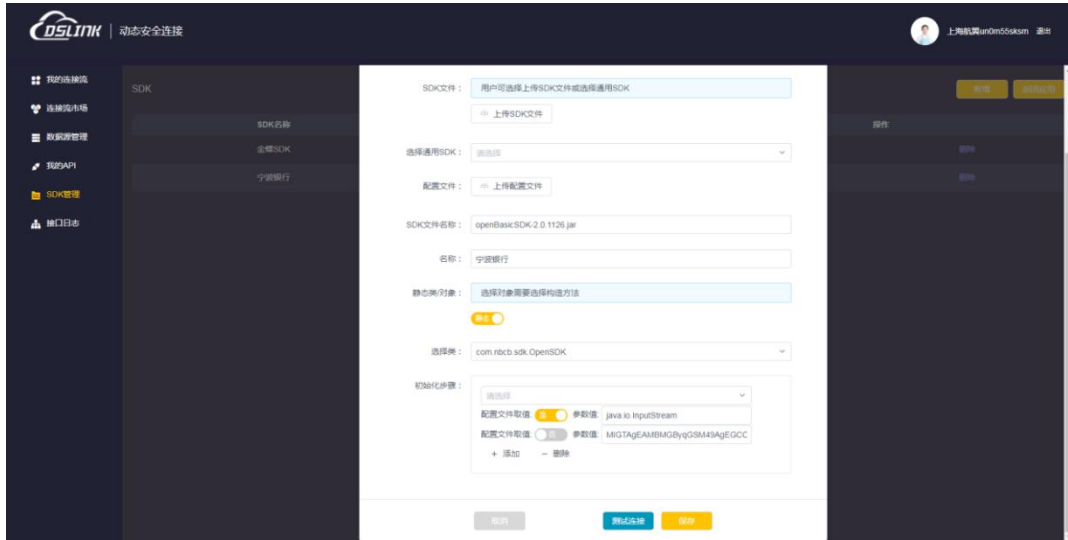 DSLINK | 动态安全连接
上海航翼un0m55sksm 退出
我的连接流
连接流市场
数据源管理
我的API
SDK管理
接口日志
SDK
新增
SDK名称
操作
金蝶SDK
删除
宁波银行
删除
SDK文件：
用户可选择上传SDK文件或选择通用SDK
上传SDK文件
选择通用SDK：
请选择
配置文件：
上传配置文件
SDK文件名称：
openBasicSDK-2.0.1126.jar
名称：
宁波银行
静态类/对象：
选择对象需要选择构造方法
静态
选择类：
com.nbcb.sdk.OpenSDK
初始化步骤：
请选择
配置文件取值 是 参数值 java.io.InputStream
配置文件取值 否 参数值 MIGTAgEAMBMGByqGSM49AgEGCC
+ 添加 − 删除
取消 测试连接 保存